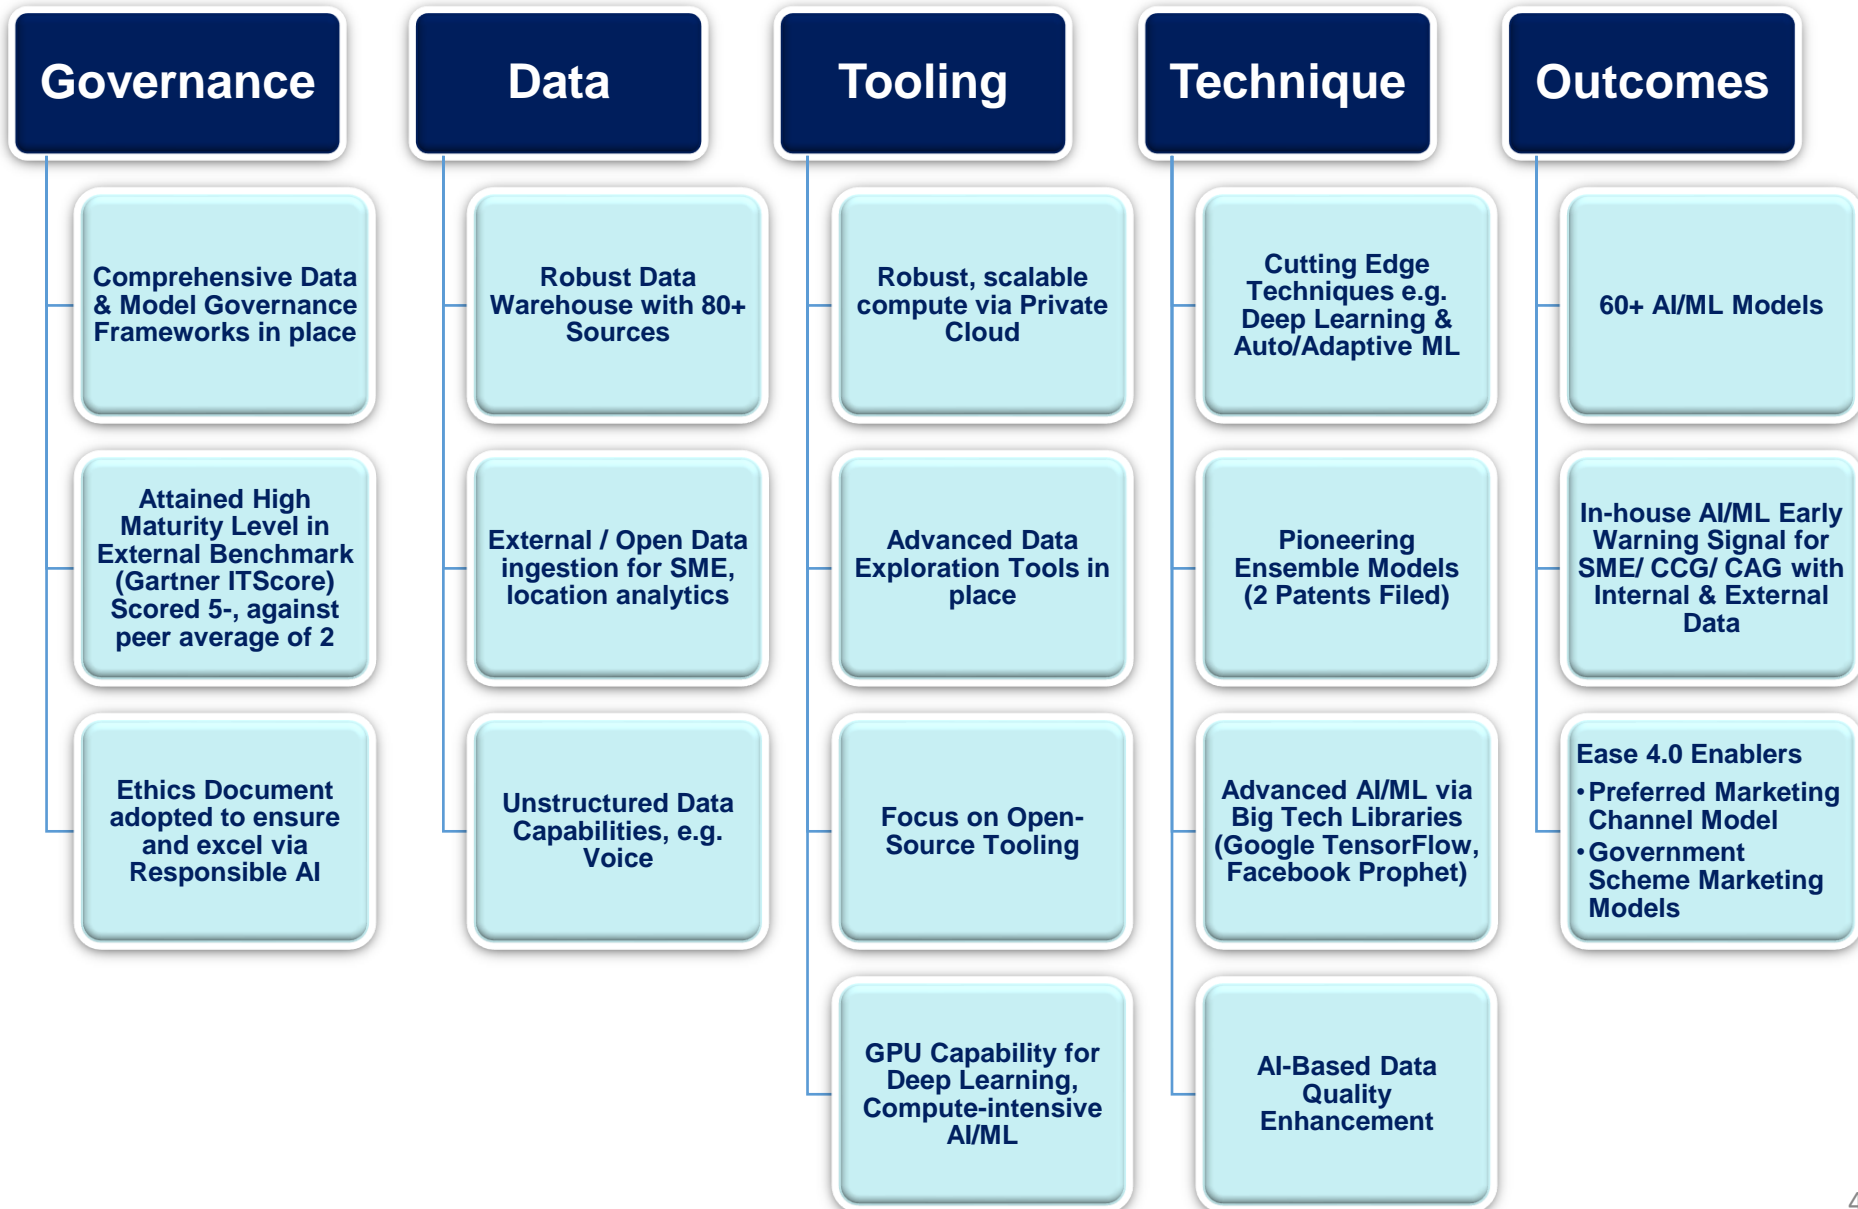 Governance
Comprehensive Data
& Model Governance
Frameworks in place
Attained High
Maturity Level in
External Benchmark
(Gartner ITScore)
Scored 5-, against
peer average of 2
Ethics Document
adopted to ensure
and excel via
Responsible AI
Data
Robust Data
Warehouse with 80+
Sources
External / Open Data
ingestion for SME,
location analytics
Unstructured Data
Capabilities, e.g.
Voice
Tooling
Robust, scalable
compute via Private
Cloud
Advanced Data
Exploration Tools in
place
Focus on Open-
Source Tooling
GPU Capability for
Deep Learning,
Compute-intensive
AI/ML
Technique
Cutting Edge
Techniques e.g.
Deep Learning &
Auto/Adaptive ML
Pioneering
Ensemble Models
(2 Patents Filed)
Advanced AI/ML via
Big Tech Libraries
(Google TensorFlow,
Facebook Prophet)
AI-Based Data
Quality
Enhancement
Outcomes
60+ AI/ML Models
In-house AI/ML Early
Warning Signal for
SME/ CCG/ CAG with
Internal & External
Data
Ease 4.0 Enablers
•Preferred Marketing
Channel Model
•Government
Scheme Marketing
Models